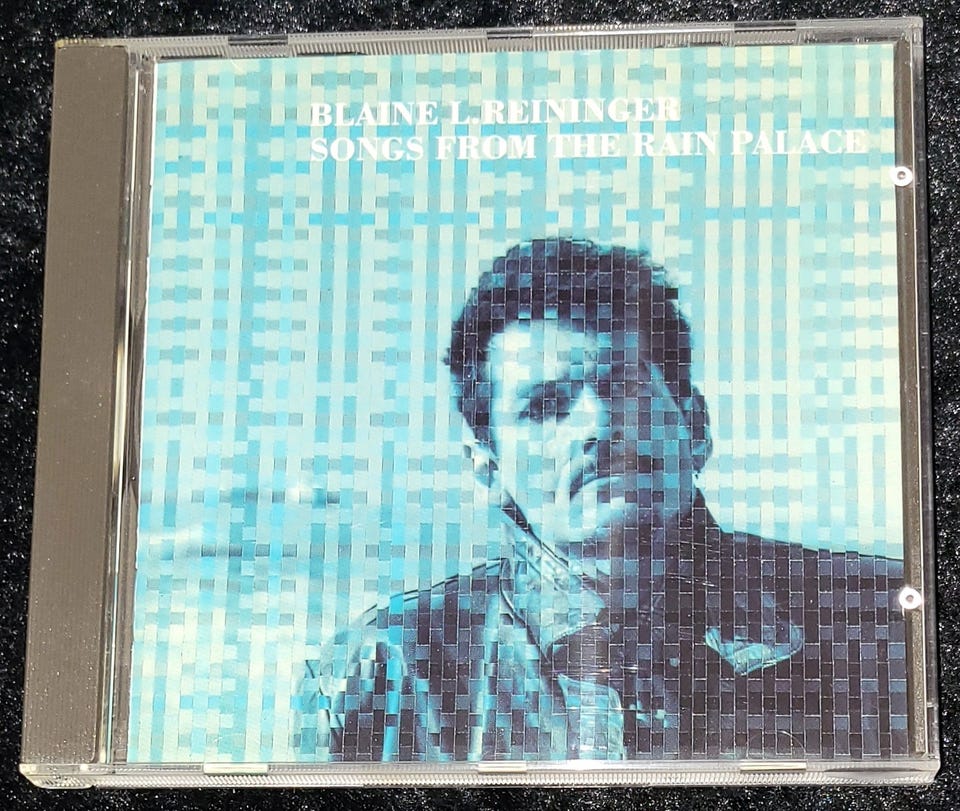 BLAINE L. REININGER
SONGS FROM THE RAIN PALACE